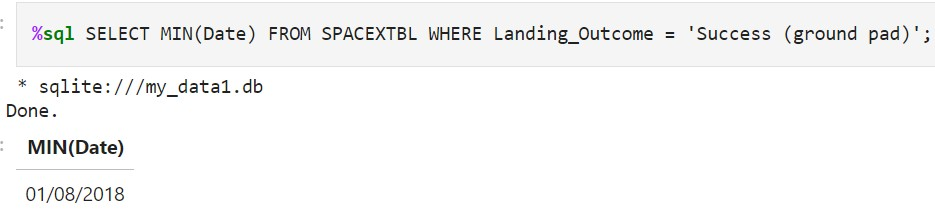 %sql SELECT MIN(Date) FROM SPACEXTBL WHERE Landing_Outcome = 'Success (ground pad)';
* sqlite:///my_data1.db
Done.
MIN(Date)
01/08/2018